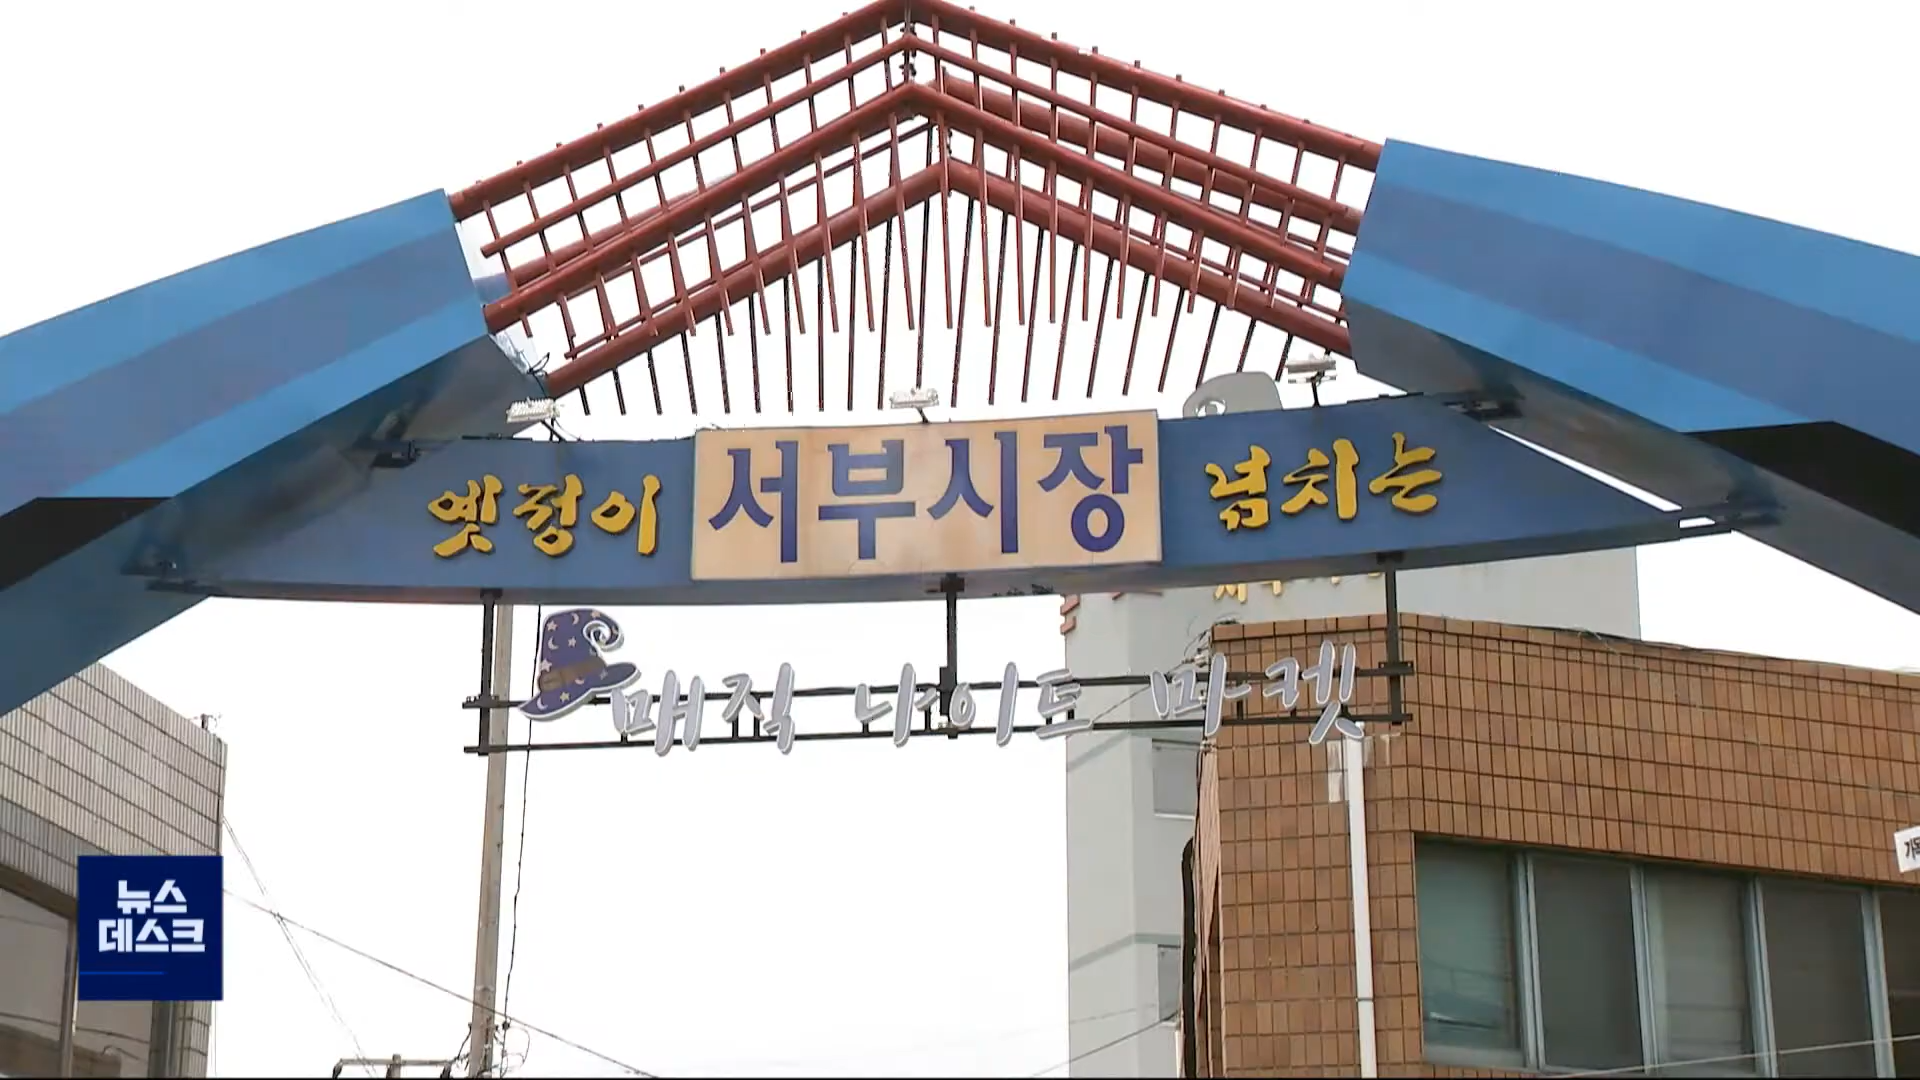 옛정이 서부시장 넘치는
매직 나이트 마켓
뉴스
데스크